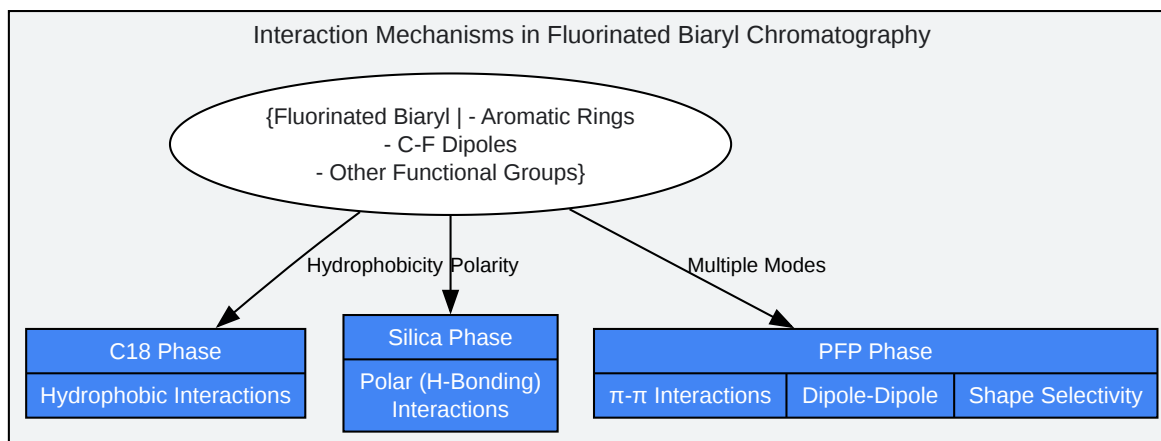 Interaction Mechanisms in Fluorinated Biaryl Chromatography
{Fluorinated Biaryl | - Aromatic Rings
- C-F Dipoles
- Other Functional Groups}
Hydrophobicity
Polarity
Multiple Modes
C18 Phase
Hydrophobic Interactions
Silica Phase
Polar (H-Bonding)
Interactions
PFP Phase
π-π Interactions
Dipole-Dipole
Shape Selectivity